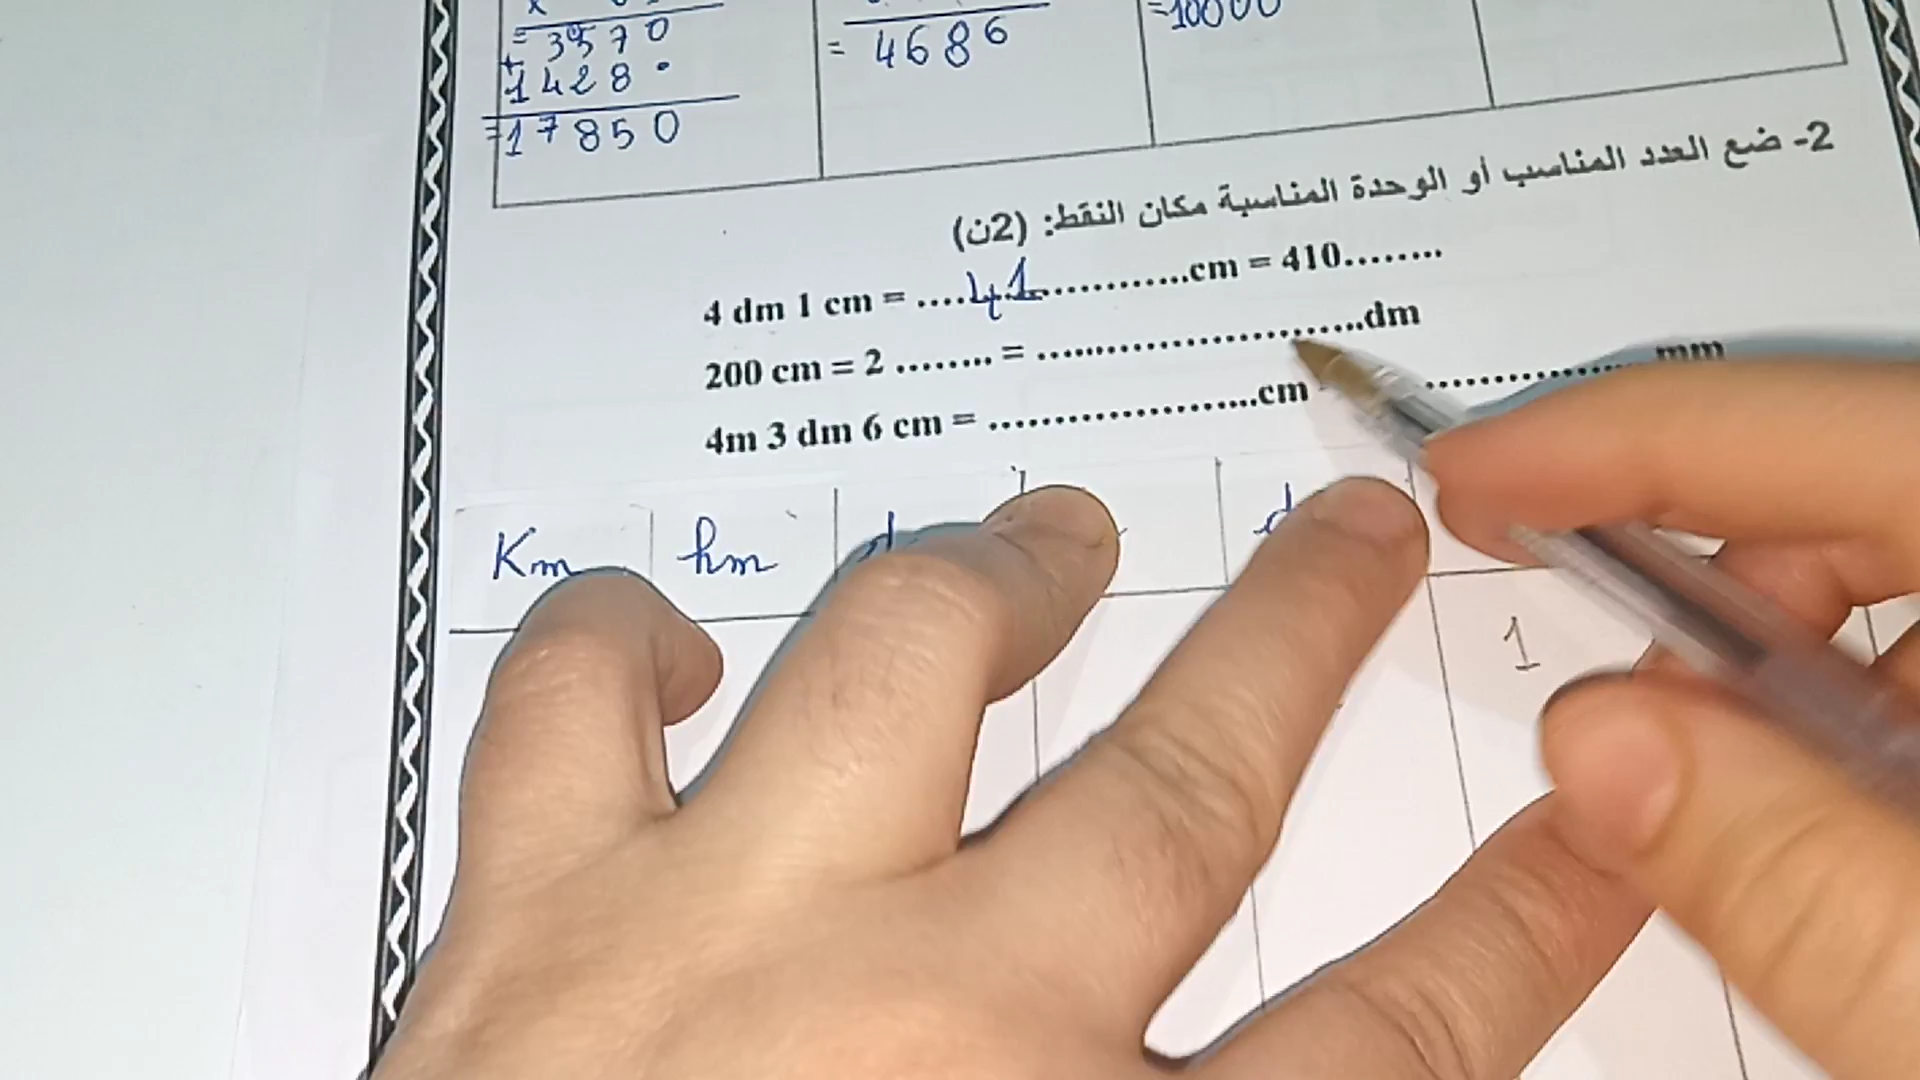 = 3570
+ 1428 •
= 17850
= 4686
=10000
2- ضع العدد المناسب أو الوحدة المناسبة مكان النقط: (2ن)
4 dm 1 cm = ....41................cm = 410........
200 cm = 2 ........ = ..........................dm
4m 3 dm 6 cm = ......................cm ...................mm
Km hm
1